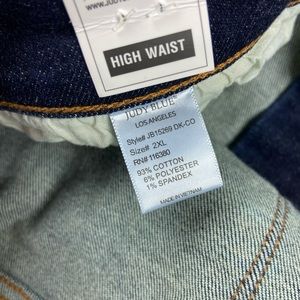 HIGH WAIST
JUDY BLUE
LOS ANGELES
Style# JB15269 DK-CO
Size# 2XL
RN# 116380
93% COTTON
6% POLYESTER
1% SPANDEX
MADE IN VIETNAM